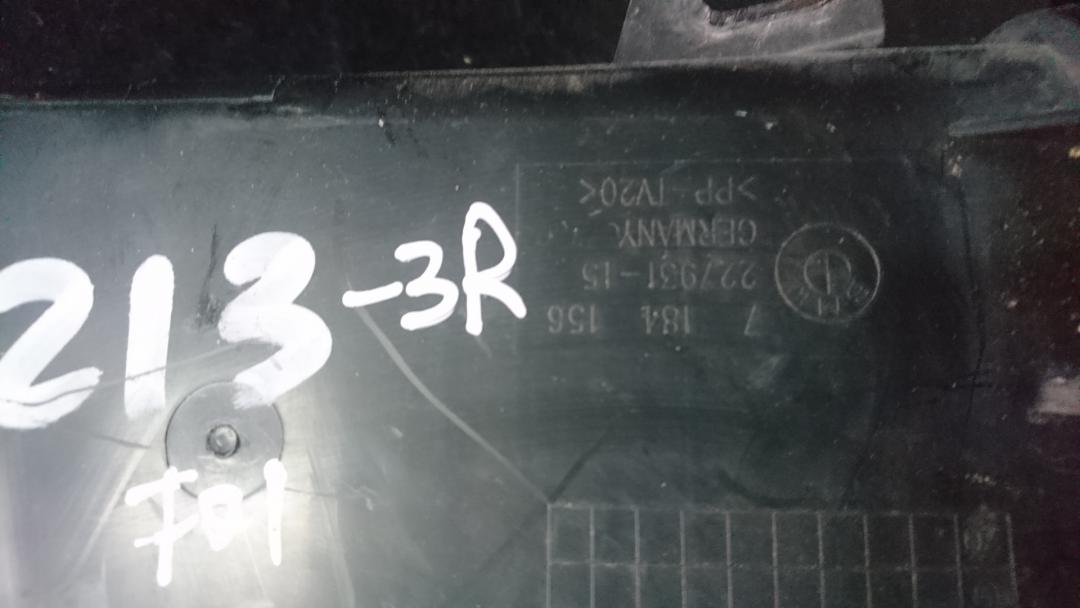 213-3R
F01
7 184 156
227931-15
GERMANY
>PP-TV20<